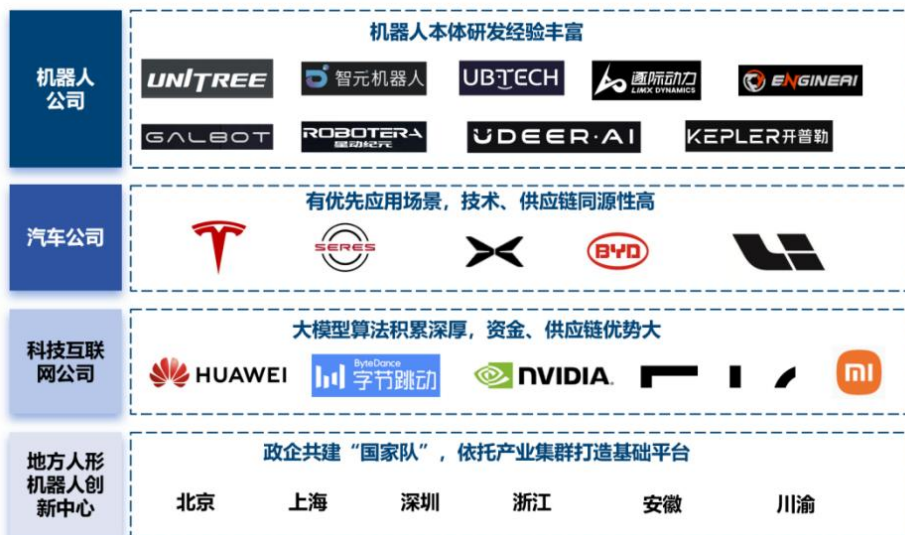 机器人
公司
机器人本体研发经验丰富
UNITREE
智元机器人
UBTECH
逐际动力
LIMX DYNAMICS
ENGINEAI
GALBOT
ROBOTERA
星动纪元
UDEER·AI
KEPLER开普勒
汽车公司
有优先应用场景，技术、供应链同源性高
SERES
BYD
科技互联
网公司
大模型算法积累深厚，资金、供应链优势大
HUAWEI
ByteDance
字节跳动
NVIDIA.
mi
地方人形
机器人创
新中心
政企共建“国家队”，依托产业集群打造基础平台
北京
上海
深圳
浙江
安徽
川渝